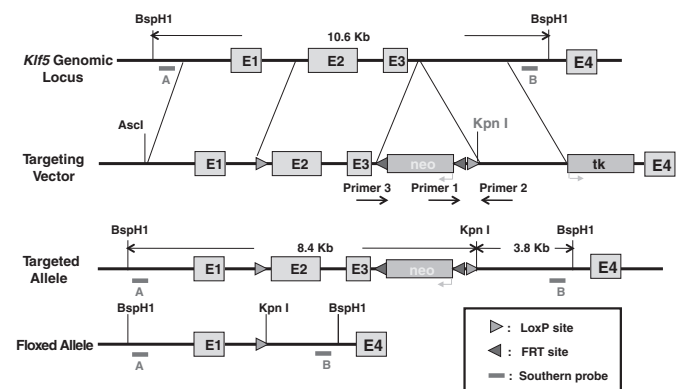 BspH1 BspH1
10.6 Kb
Klf5 Genomic Locus E1 E2 E3 E4
A B
AscI Kpn I
Targeting Vector E1 E2 E3 neo tk E4
Primer 3 Primer 1 Primer 2
BspH1 Kpn I BspH1
8.4 Kb 3.8 Kb
Targeted Allele E1 E2 E3 neo E4
A B
BspH1 Kpn I BspH1
Floxed Allele E1 E4
A B
: LoxP site
: FRT site
: Southern probe